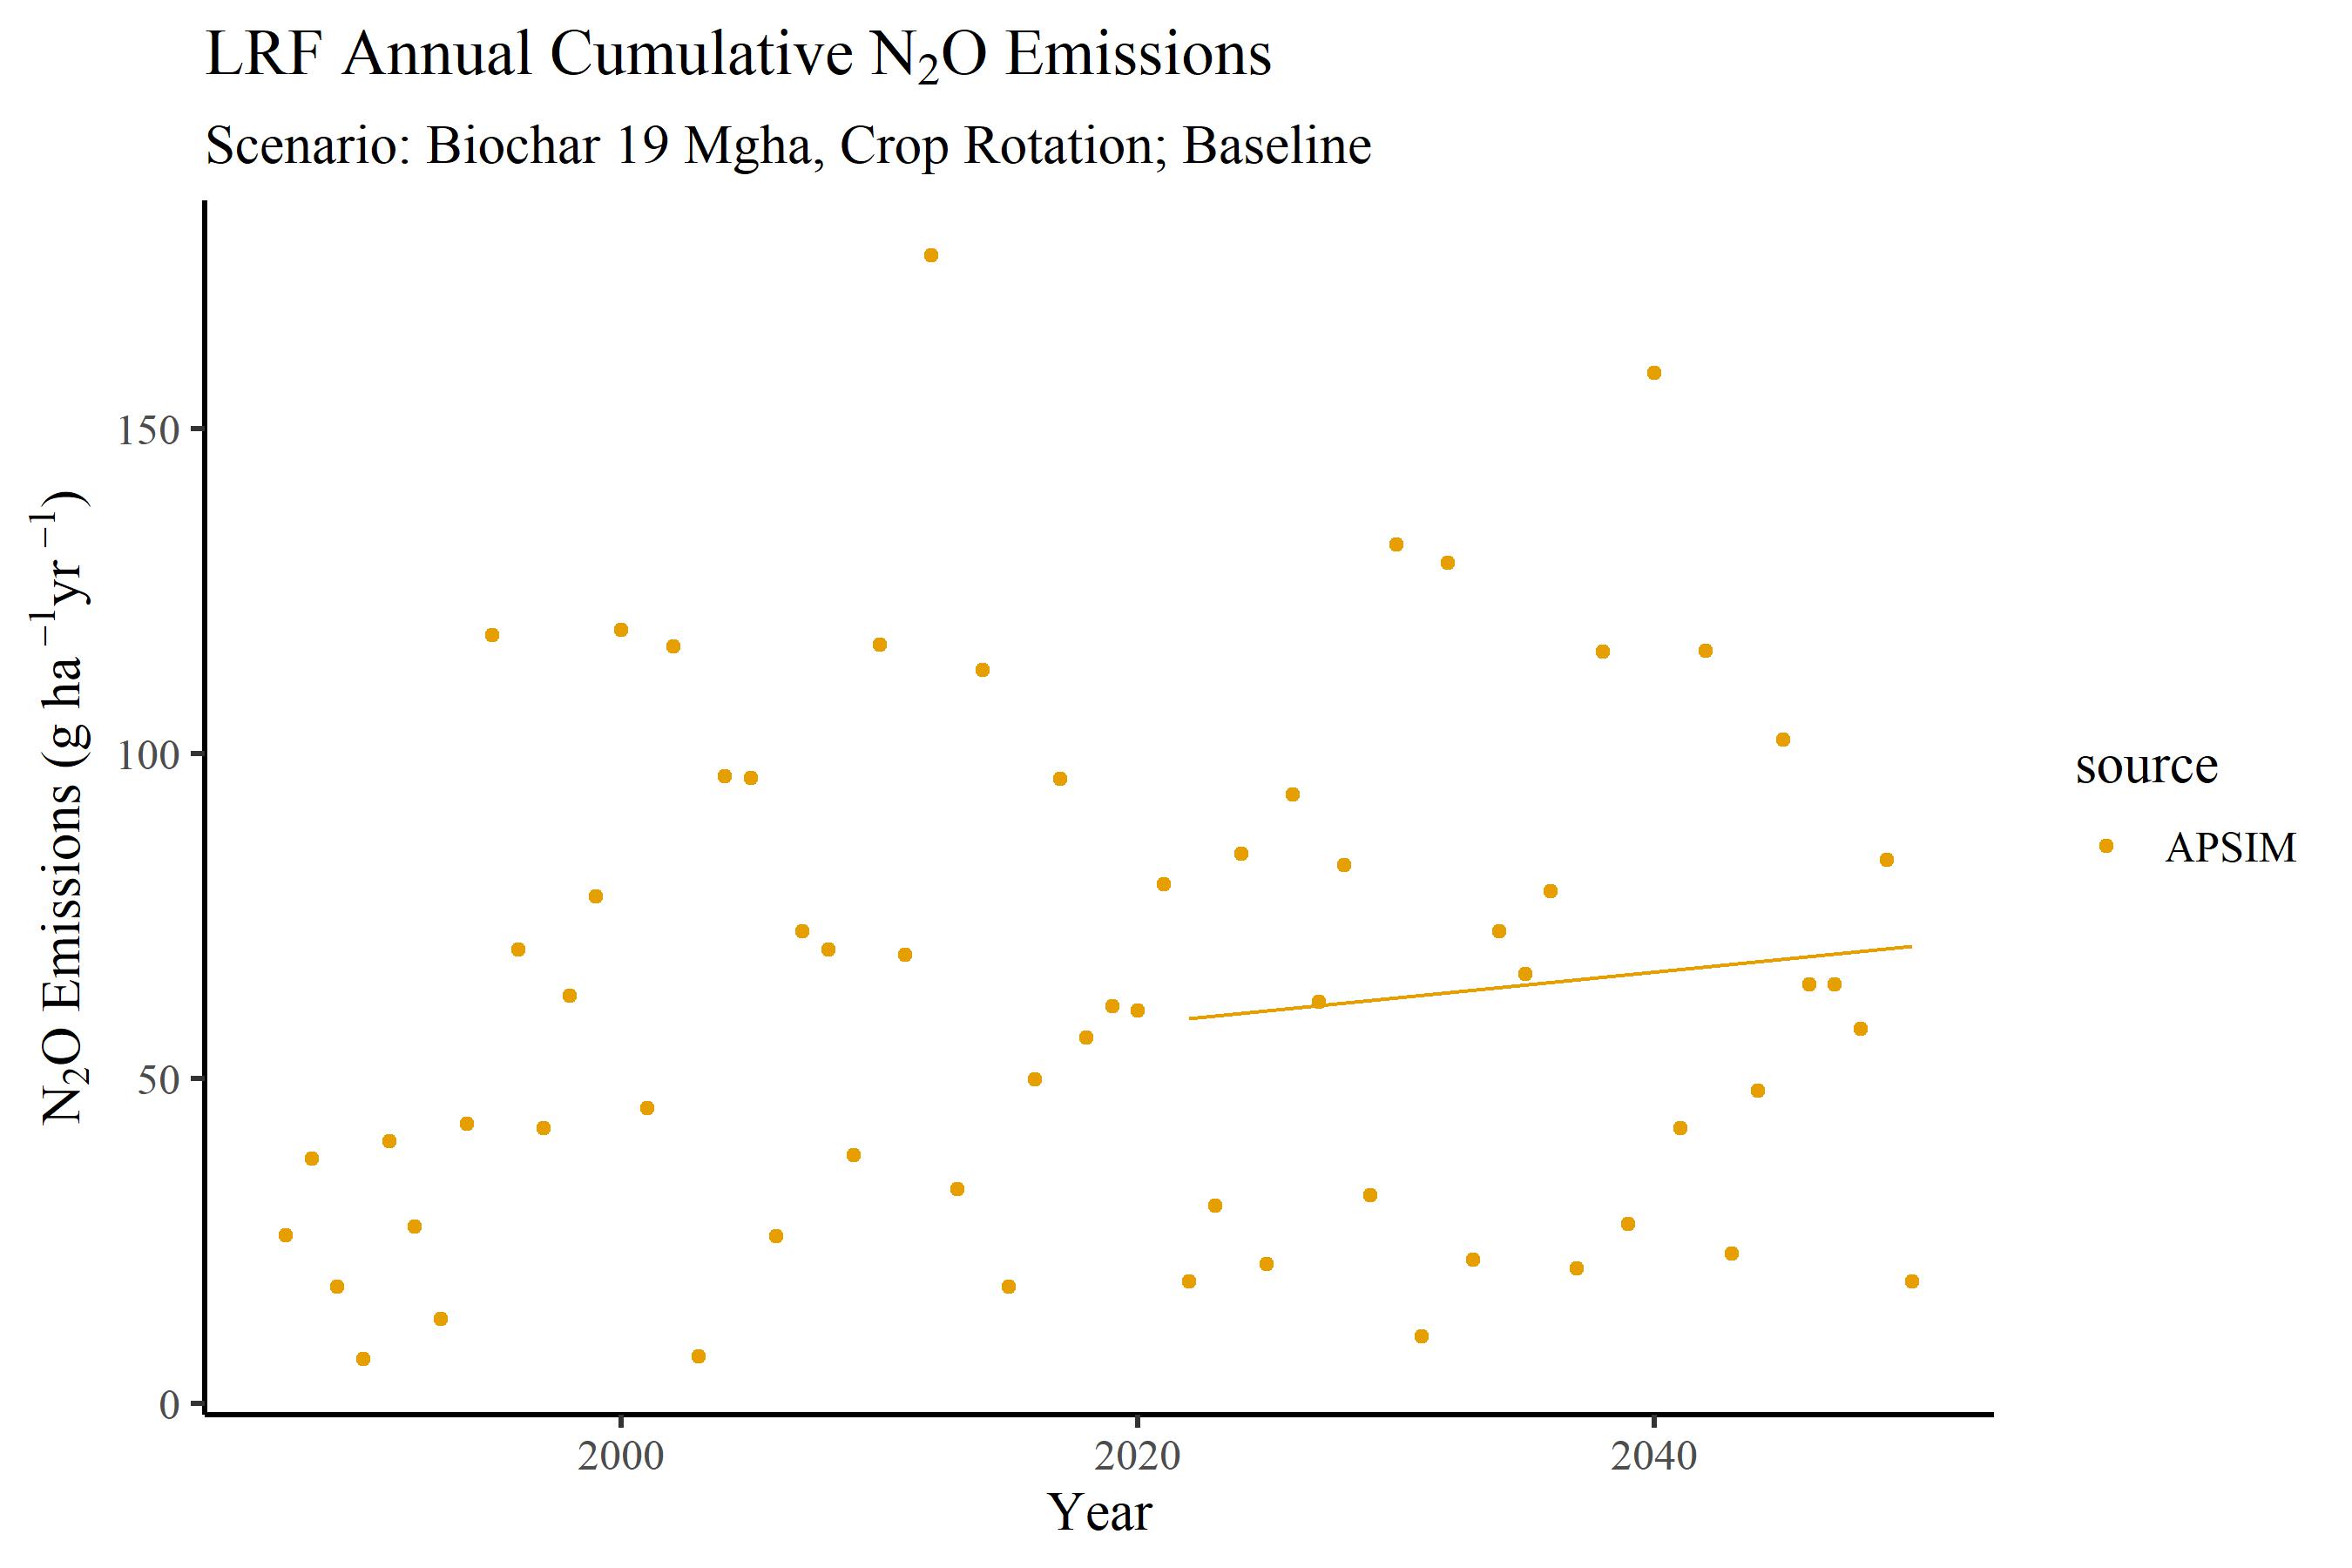 LRF Annual Cumulative N₂O Emissions
Scenario: Biochar 19 Mgha, Crop Rotation; Baseline
N₂O Emissions (g ha ⁻¹yr ⁻¹)
150
100
50
0
2000 2020 2040
Year
source
APSIM